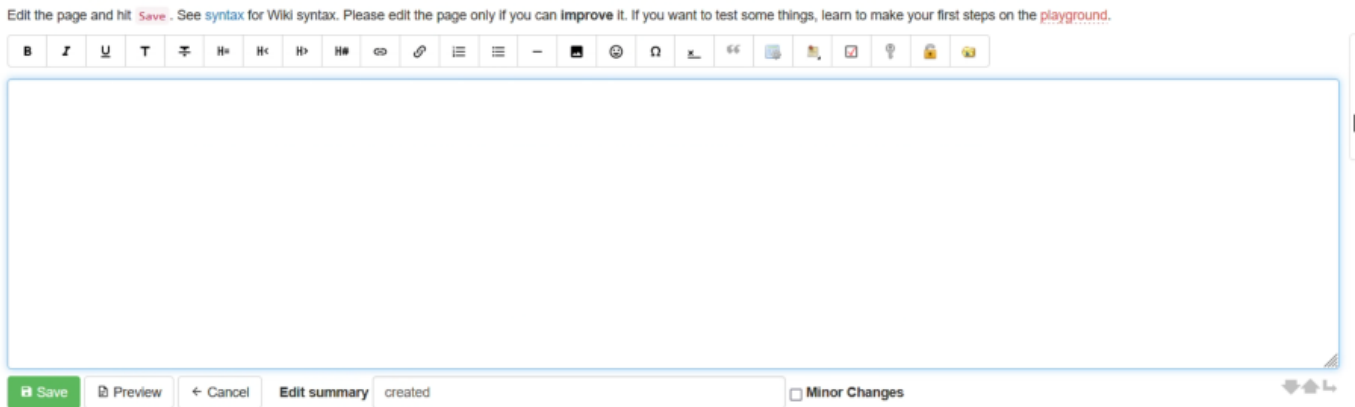 Edit the page and hit Save . See syntax for Wiki syntax. Please edit the page only if you can improve it. If you want to test some things, learn to make your first steps on the playground.
B I U T T H= H< H> H# Ω “
Save Preview ← Cancel Edit summary created Minor Changes